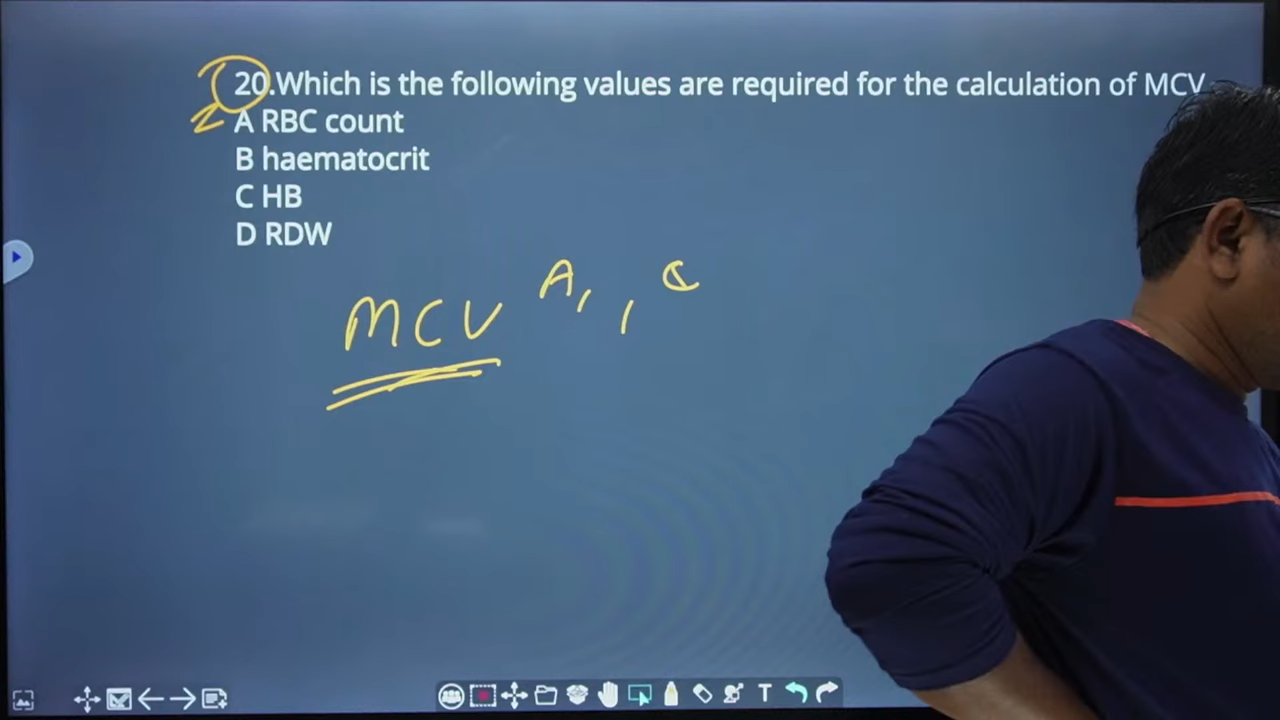 20.Which is the following values are required for the calculation of MCV
A RBC count
B haematocrit
C HB
D RDW
MCV A, ,
T